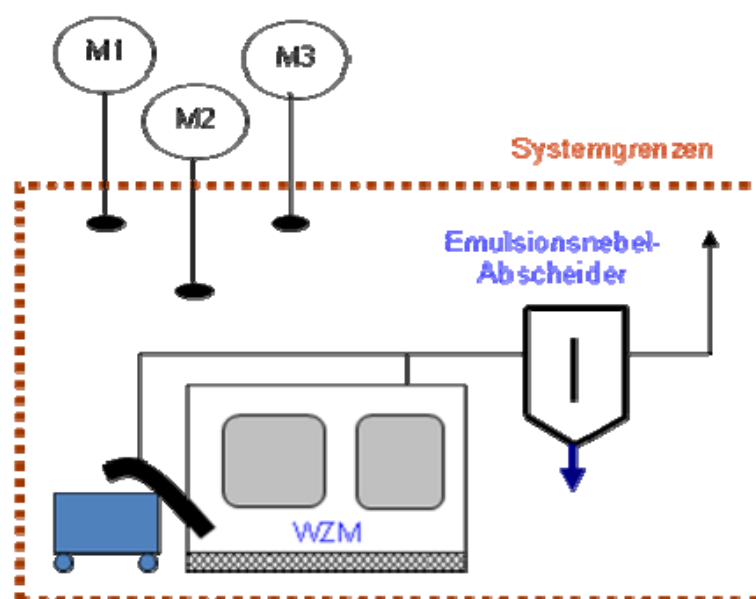 M1
M3
M2
Systemgrenzen
Emulsionsnebel-
Abscheider
WZM